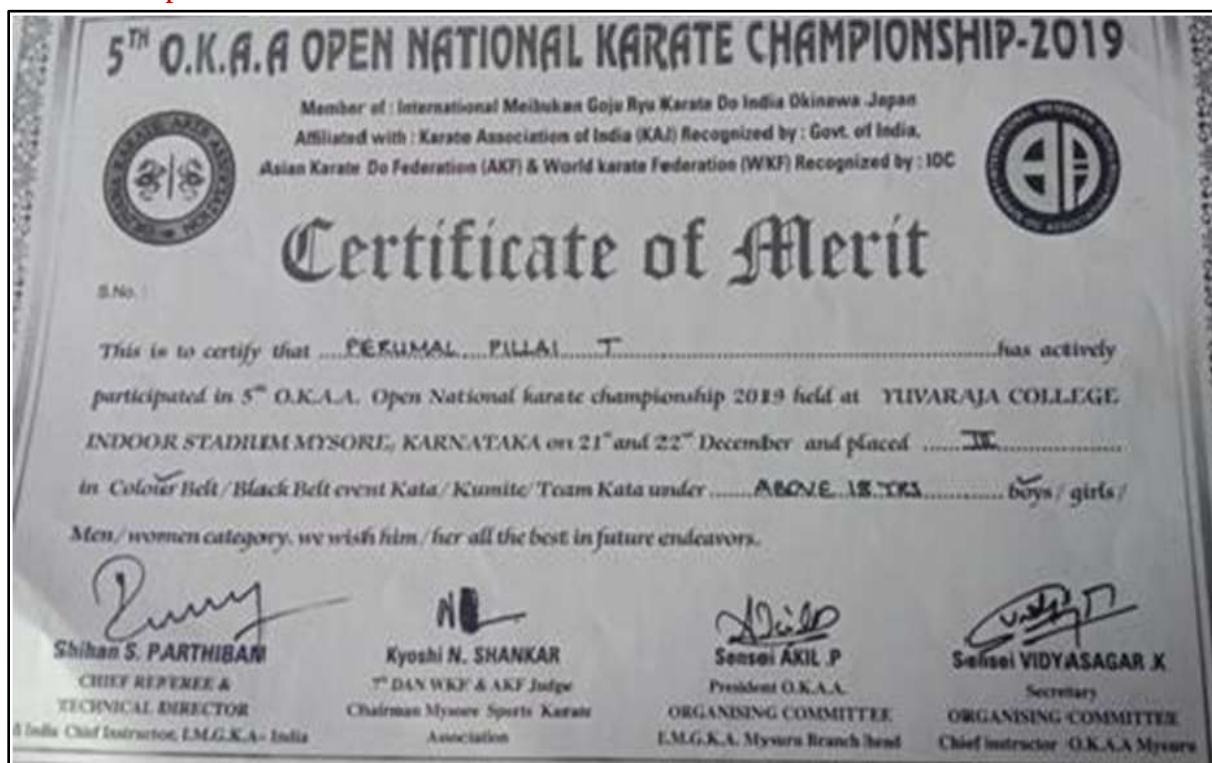 5TH O.K.A.A OPEN NATIONAL KARATE CHAMPIONSHIP-2019
Member of : International Meibukan Goju Ryu Karate Do India Okinawa Japan
Affiliated with : Karate Association of India (KAI) Recognized by : Govt. of India,
Asian Karate Do Federation (AKF) & World karate Federation (WKF) Recognized by : IOC
Certificate of Merit
S.No. :
This is to certify that PERUMAL PILLAI T has actively
participated in 5th O.K.A.A. Open National karate championship 2019 held at YUVARAJA COLLEGE
INDOOR STADIUM MYSORE, KARNATAKA on 21st and 22nd December and placed
in Colour Belt / Black Belt event Kata / Kumite / Team Kata under ABOVE 18 YRS boys / girls /
Men / women category. we wish him / her all the best in future endeavors.
Shihan S. PARTHIBAN
CHIEF REFEREE &
TECHNICAL DIRECTOR
India Chief Instructor, I.M.G.K.A - India
Kyoshi N. SHANKAR
7th DAN WKF & AKF Judge
Chairman Mysore Sports Karate
Association
Sensei AKIL .P
President O.K.A.A.
ORGANISING COMMITTEE
I.M.G.K.A. Mysuru Branch head
Sensei VIDYASAGAR .K
Secretary
ORGANISING COMMITTEE
Chief instructor O.K.A.A Mysuru